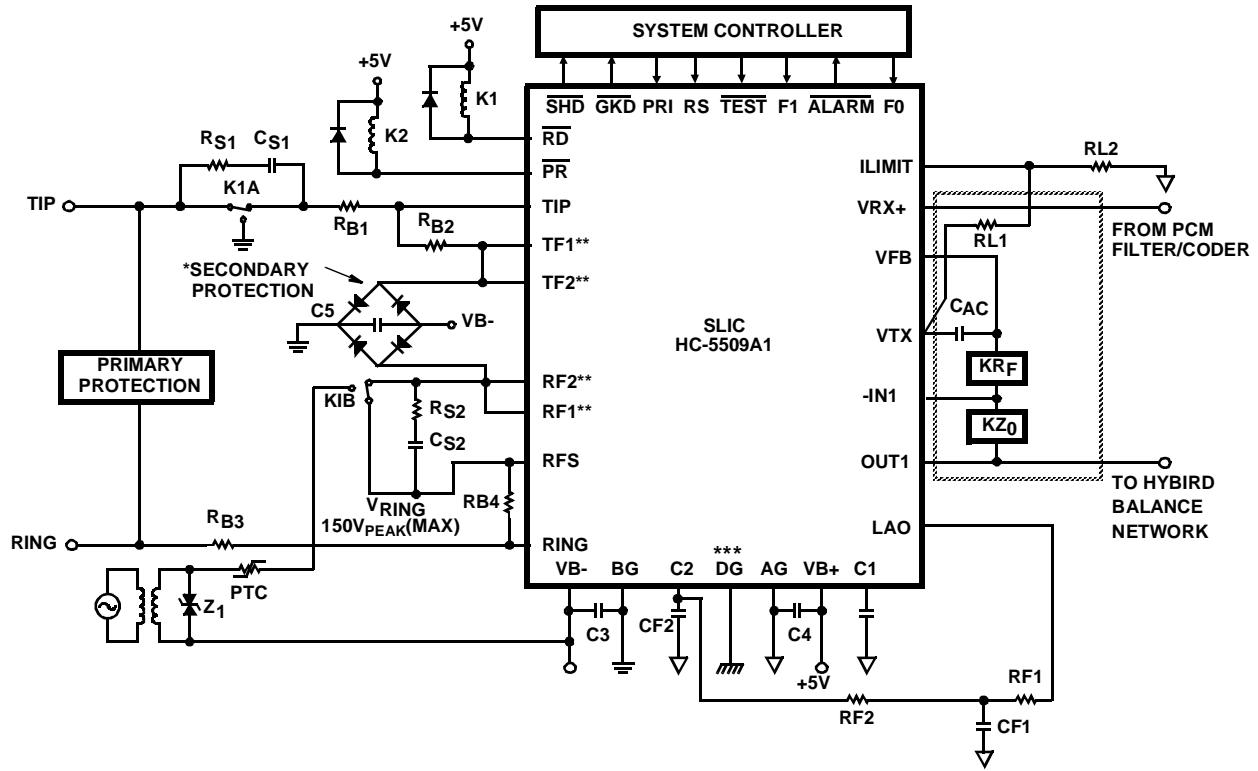 SYSTEM CONTROLLER
+5V
+5V
K1
K2
SHD GKD PRI RS TEST F1 ALARM F0
RD
PR
RS1 CS1
K1A
TIP
RB1
RB2
TIP
TF1**
TF2**
*SECONDARY
PROTECTION
C5
VB-
PRIMARY
PROTECTION
KIB
RS2
CS2
RF2**
RF1**
RFS
VRING
150VPEAK(MAX)
RB4
RB3
RING
RING
PTC
Z1
SLIC
HC-5509A1
ILIMIT
RL2
VRX+
RL1
FROM PCM
FILTER/CODER
VFB
CAC
VTX
KRF
-IN1
KZ0
OUT1
TO HYBIRD
BALANCE
NETWORK
LAO
***
VB- BG C2 DG AG VB+ C1
C3
CF2
C4
+5V
RF2
RF1
CF1